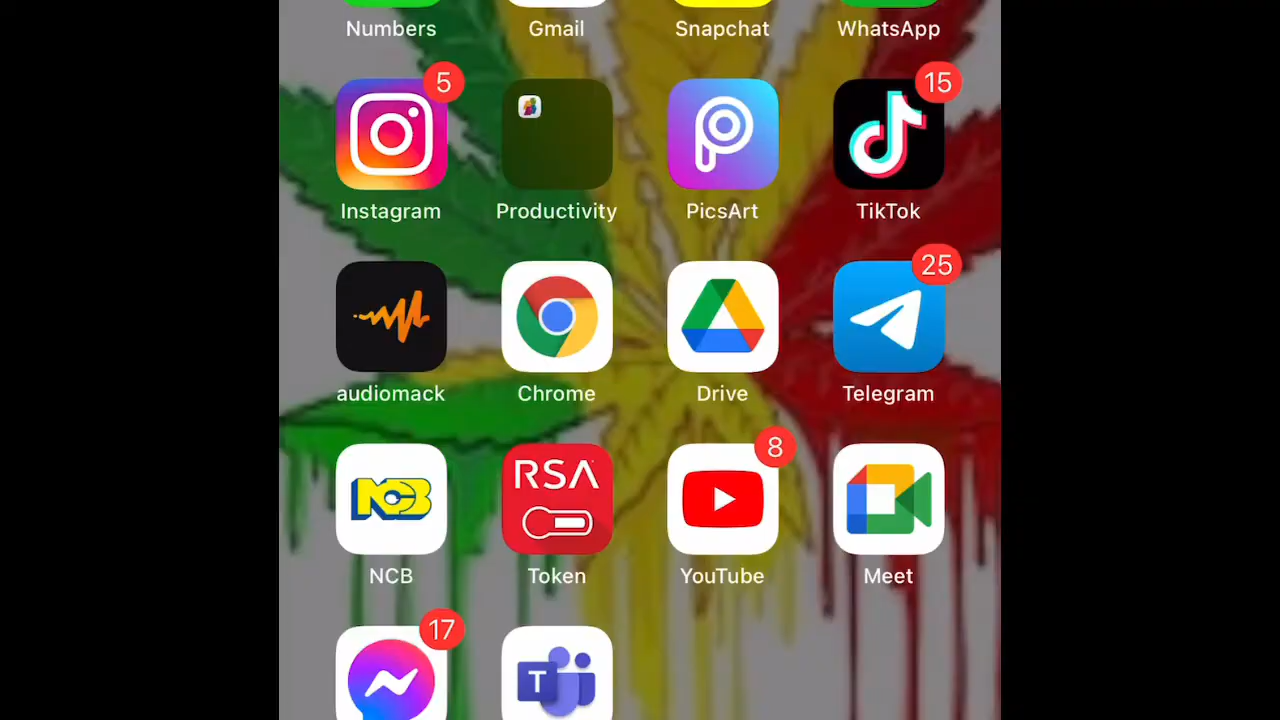 Numbers Gmail Snapchat WhatsApp
5 15
Instagram Productivity PicsArt TikTok
25
audiomack Chrome Drive Telegram
8
NCB RSA
NCB Token YouTube Meet
17
T